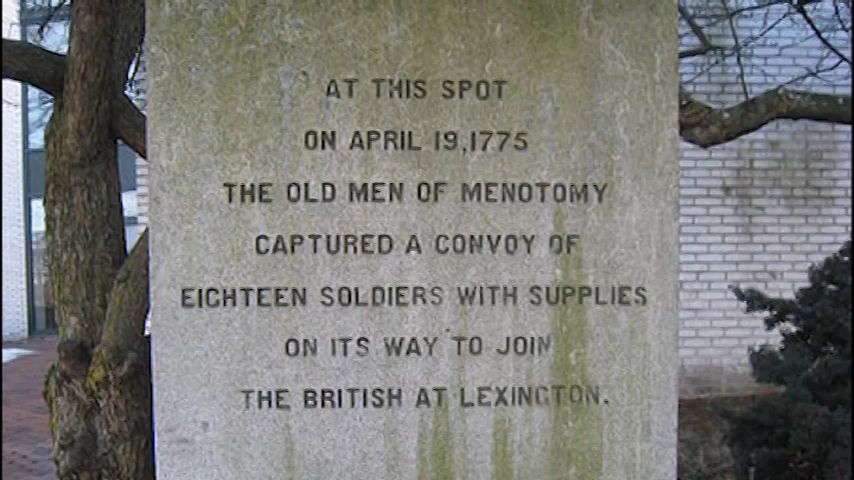 AT THIS SPOT
ON APRIL 19,1775
THE OLD MEN OF MENOTOMY
CAPTURED A CONVOY OF
EIGHTEEN SOLDIERS WITH SUPPLIES
ON ITS WAY TO JOIN
THE BRITISH AT LEXINGTON.